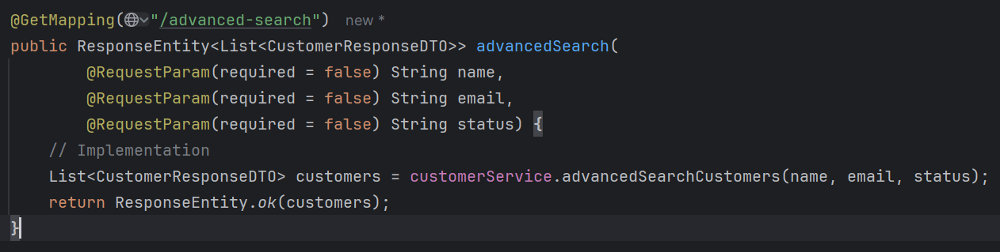 @GetMapping("/advanced-search") new *
public ResponseEntity<List<CustomerResponseDTO>> advancedSearch(
        @RequestParam(required = false) String name,
        @RequestParam(required = false) String email,
        @RequestParam(required = false) String status) {
    // Implementation
    List<CustomerResponseDTO> customers = customerService.advancedSearchCustomers(name, email, status);
    return ResponseEntity.ok(customers);
}